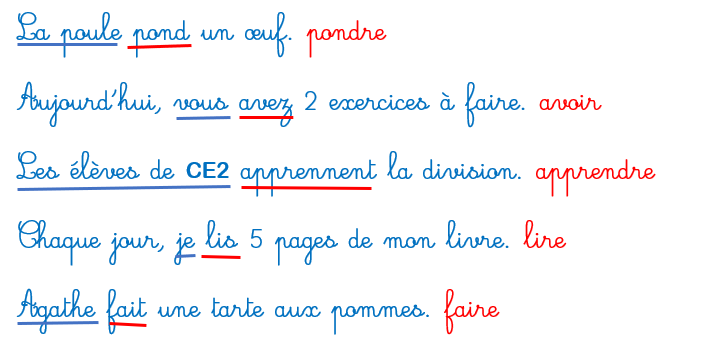 La poule pond un œuf. pondre
Aujourd'hui, vous avez 2 exercices à faire. avoir
Les élèves de CE2 apprennent la division. apprendre
Chaque jour, je lis 5 pages de mon livre. lire
Agathe fait une tarte aux pommes. faire